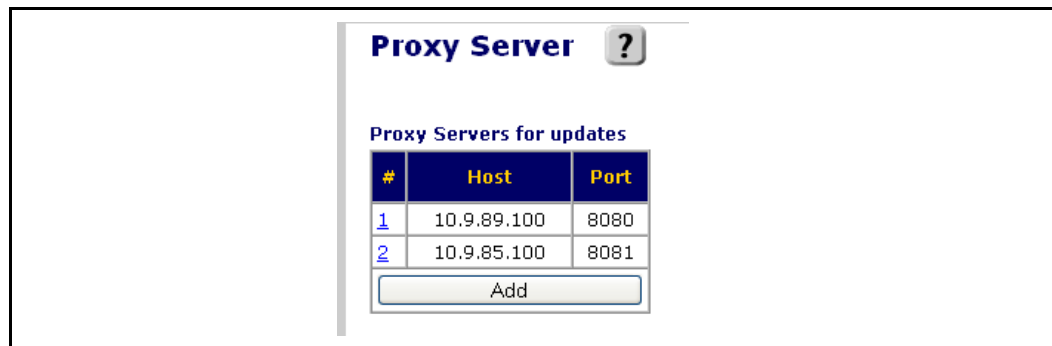 Proxy Server ?
Proxy Servers for updates
# Host Port
1 10.9.89.100 8080
2 10.9.85.100 8081
Add